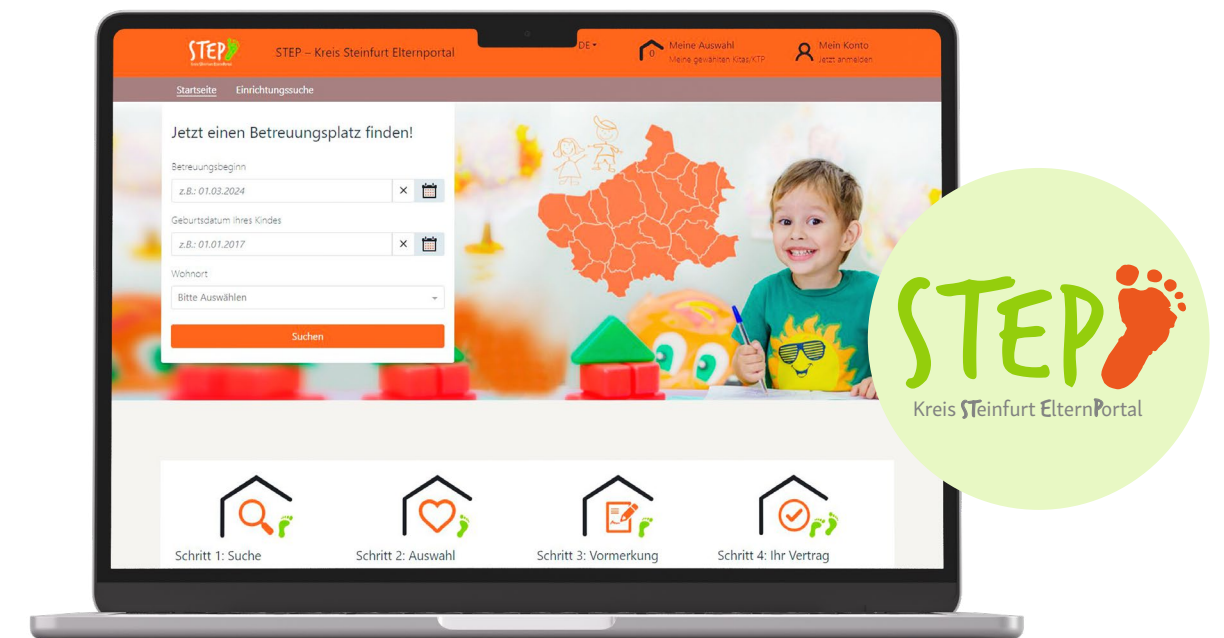 STEP
STEP – Kreis Steinfurt Elternportal
DE
0
Meine Auswahl
Meine gewählten Kitas/KTP
Mein Konto
Jetzt anmelden
Startseite
Einrichtungssuche
Jetzt einen Betreuungsplatz finden!
Betreuungsbeginn
z.B.: 01.03.2024
Geburtsdatum Ihres Kindes
z.B.: 01.01.2017
Wohnort
Bitte Auswählen
Suchen
Schritt 1: Suche
Schritt 2: Auswahl
Schritt 3: Vormerkung
Schritt 4: Ihr Vertrag
STEP
Kreis STeinfurt ElternPortal